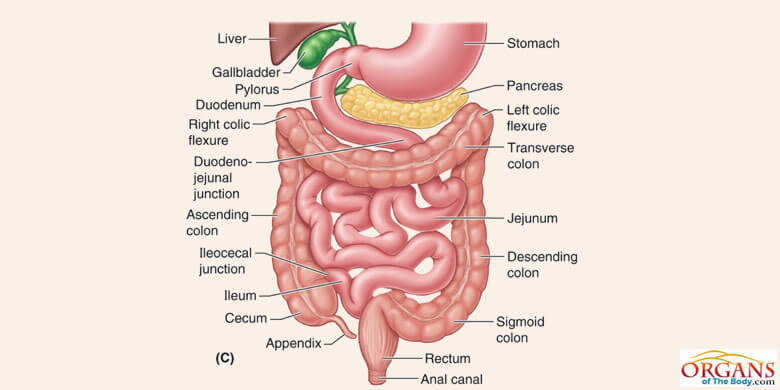 Liver
Gallbladder
Pylorus
Duodenum
Right colic
flexure
Duodeno-
jejunal
junction
Ascending
colon
Ileocecal
junction
Ileum
Cecum
Appendix
(C)
Stomach
Pancreas
Left colic
flexure
Transverse
colon
Jejunum
Descending
colon
Sigmoid
colon
Rectum
Anal canal
ORGANS
of The Body.com